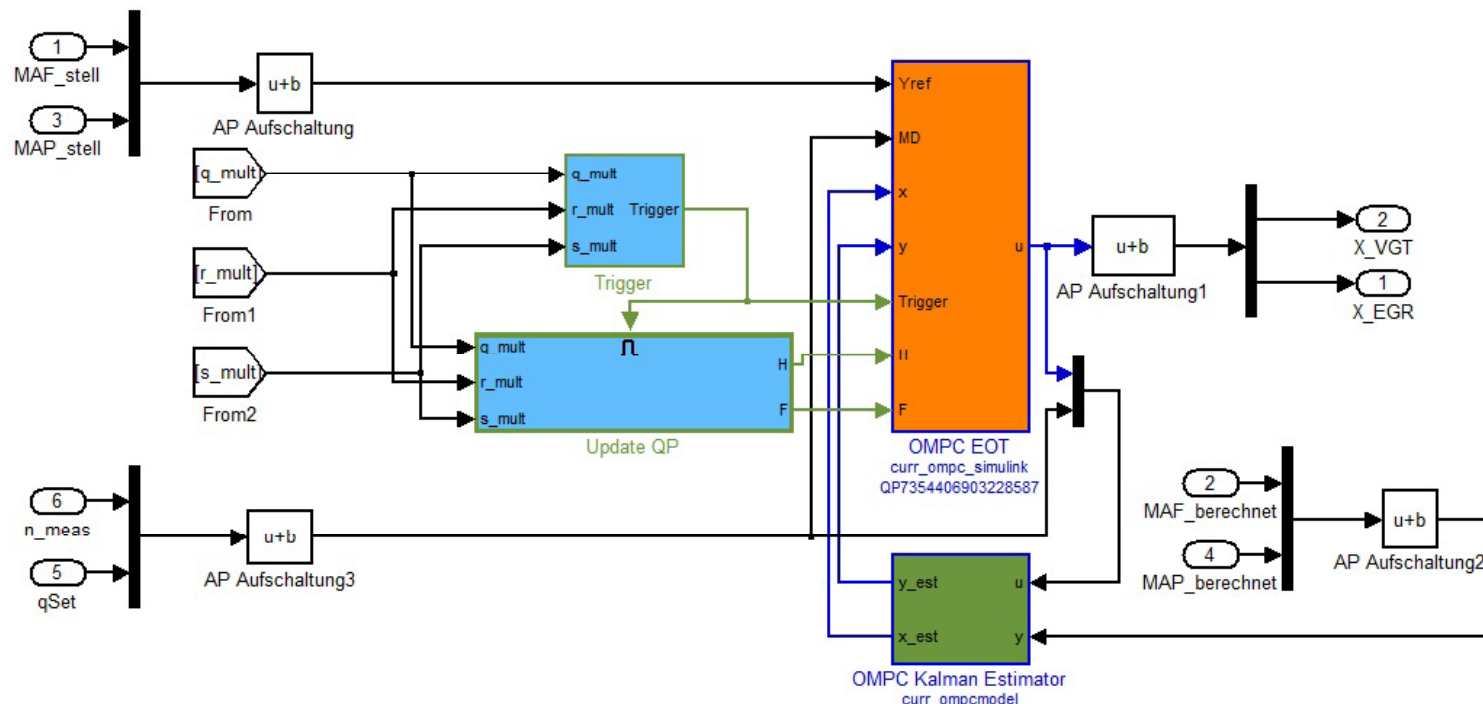 1
MAF_stell
3
MAP_stell
u+b
AP Aufschaltung
[q_mult]
From
[r_mult]
From1
[s_mult]
From2
q_mult
r_mult
s_mult
Trigger
Trigger
q_mult
r_mult
s_mult
H
F
Update QP
Yref
MD
x
y
Trigger
H
F
u
OMPC EOT
curr_ompc_simulink
QP7354406903228587
u+b
AP Aufschaltung1
2
X_VGT
1
X_EGR
6
n_meas
5
qSet
u+b
AP Aufschaltung3
y_est
x_est
u
y
OMPC Kalman Estimator
curr_ompcmodel
2
MAF_berechnet
4
MAP_berechnet
u+b
AP Aufschaltung2